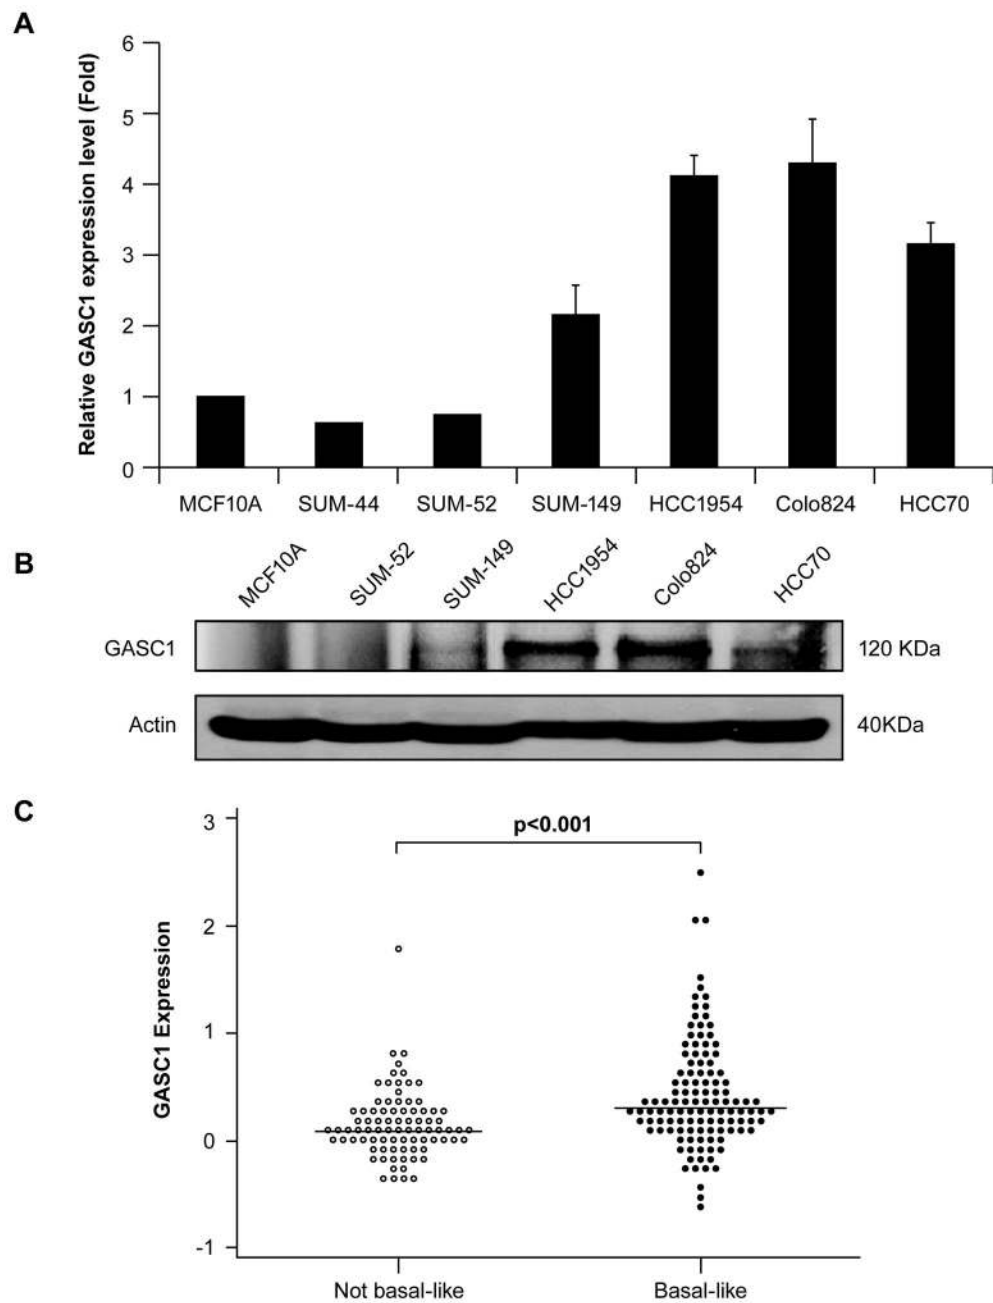 A
Relative GASC1 expression level (Fold)
6
5
4
3
2
1
0
MCF10A SUM-44 SUM-52 SUM-149 HCC1954 Colo824 HCC70
B
MCF10A SUM-52 SUM-149 HCC1954 Colo824 HCC70
GASC1 120 KDa
Actin 40KDa
C
p<0.001
GASC1 Expression
3
2
1
0
-1
Not basal-like Basal-like